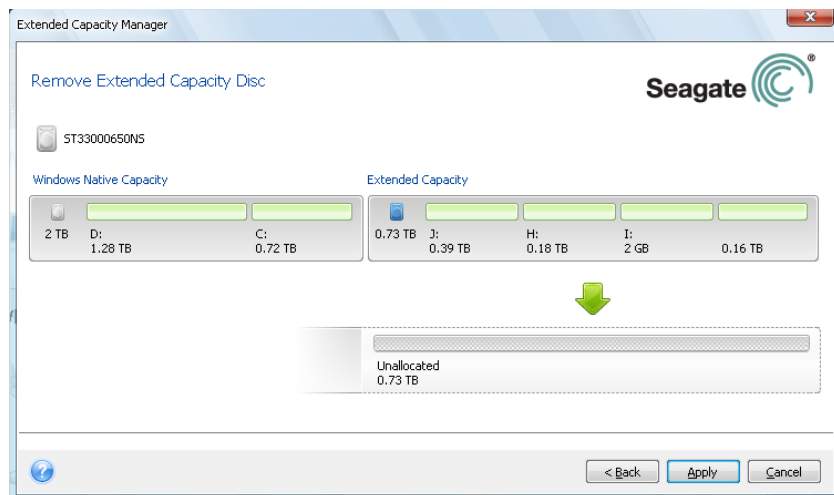 Extended Capacity Manager
Remove Extended Capacity Disc
Seagate®
ST33000650NS
Windows Native Capacity
Extended Capacity
2 TB D: C: 0.73 TB J: H: I:
1.28 TB 0.72 TB 0.39 TB 0.18 TB 2 GB 0.16 TB
Unallocated
0.73 TB
< Back Apply Cancel